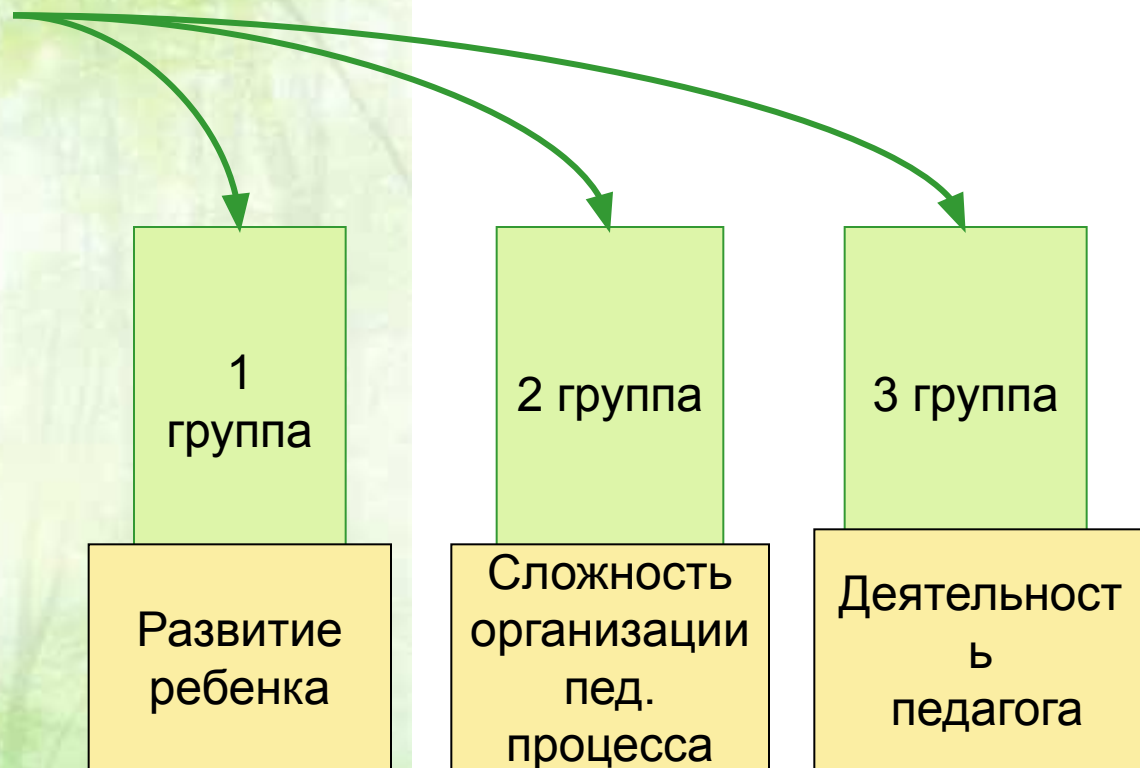 1
группа
2 группа
3 группа
Развитие
ребенка
Сложность
организации
пед.
процесса
Деятельност
ь
педагога